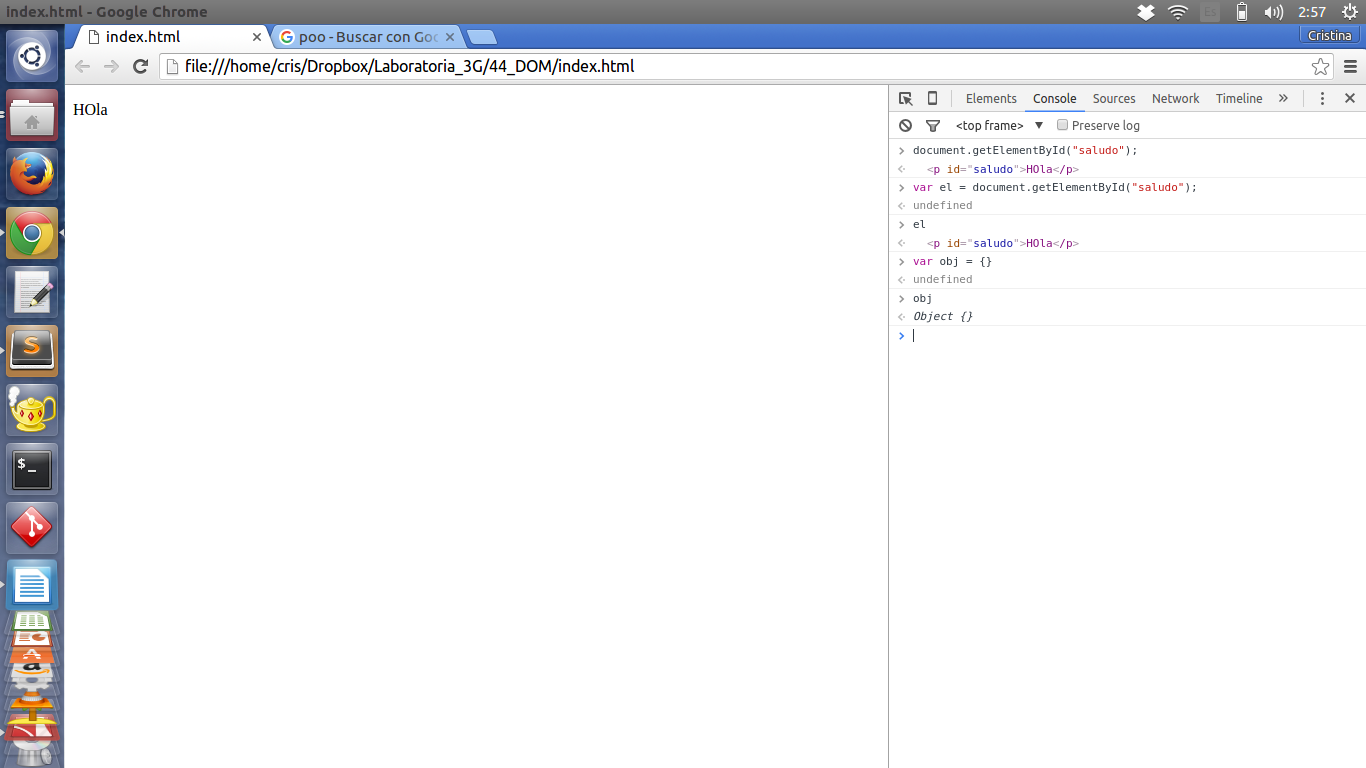 index.html - Google Chrome
Es
2:57
index.html
poo - Buscar con Goo
Cristina
file:///home/cris/Dropbox/Laboratoria_3G/44_DOM/index.html
HOla
Elements Console Sources Network Timeline »
<top frame> ▼ Preserve log
document.getElementById("saludo");
<p id="saludo">HOla</p>
var el = document.getElementById("saludo");
undefined
el
<p id="saludo">HOla</p>
var obj = {}
undefined
obj
Object {}
S
$ _
A
a